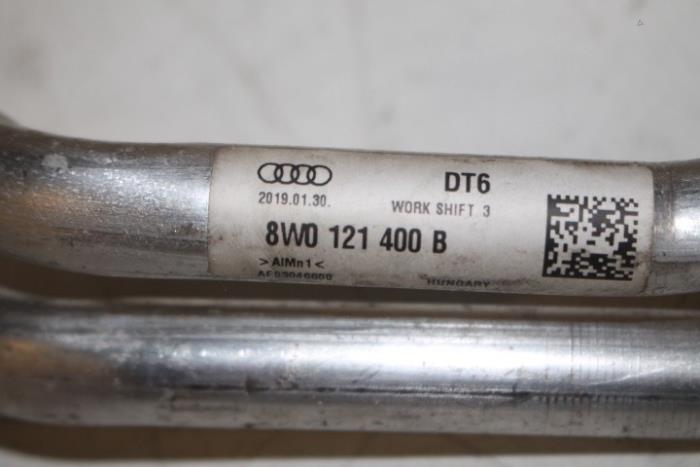 DT6
2019.01.30.
WORK SHIFT 3
8W0 121 400 B
>AlMn1<
HUNGARY